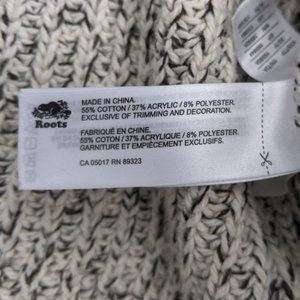 Roots
MADE IN CHINA.
55% COTTON / 37% ACRYLIC / 8% POLYESTER.
EXCLUSIVE OF TRIMMING AND DECORATION.
FABRIQUÉ EN CHINE.
55% COTON / 37% ACRYLIQUE / 8% POLYESTER.
GARNITURE ET EMPIÈCEMENT EXCLUSIFS.
CA 05017 RN 89323